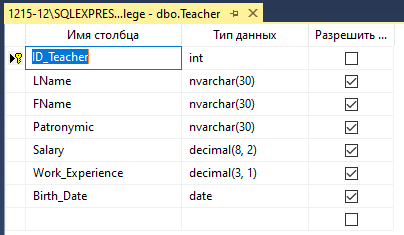 1215-12\SQLEXPRES...lege - dbo.Teacher
Имя столбца Тип данных Разрешить ...
ID_Teacher int
LName nvarchar(30)
FName nvarchar(30)
Patronymic nvarchar(30)
Salary decimal(8, 2)
Work_Experience decimal(3, 1)
Birth_Date date